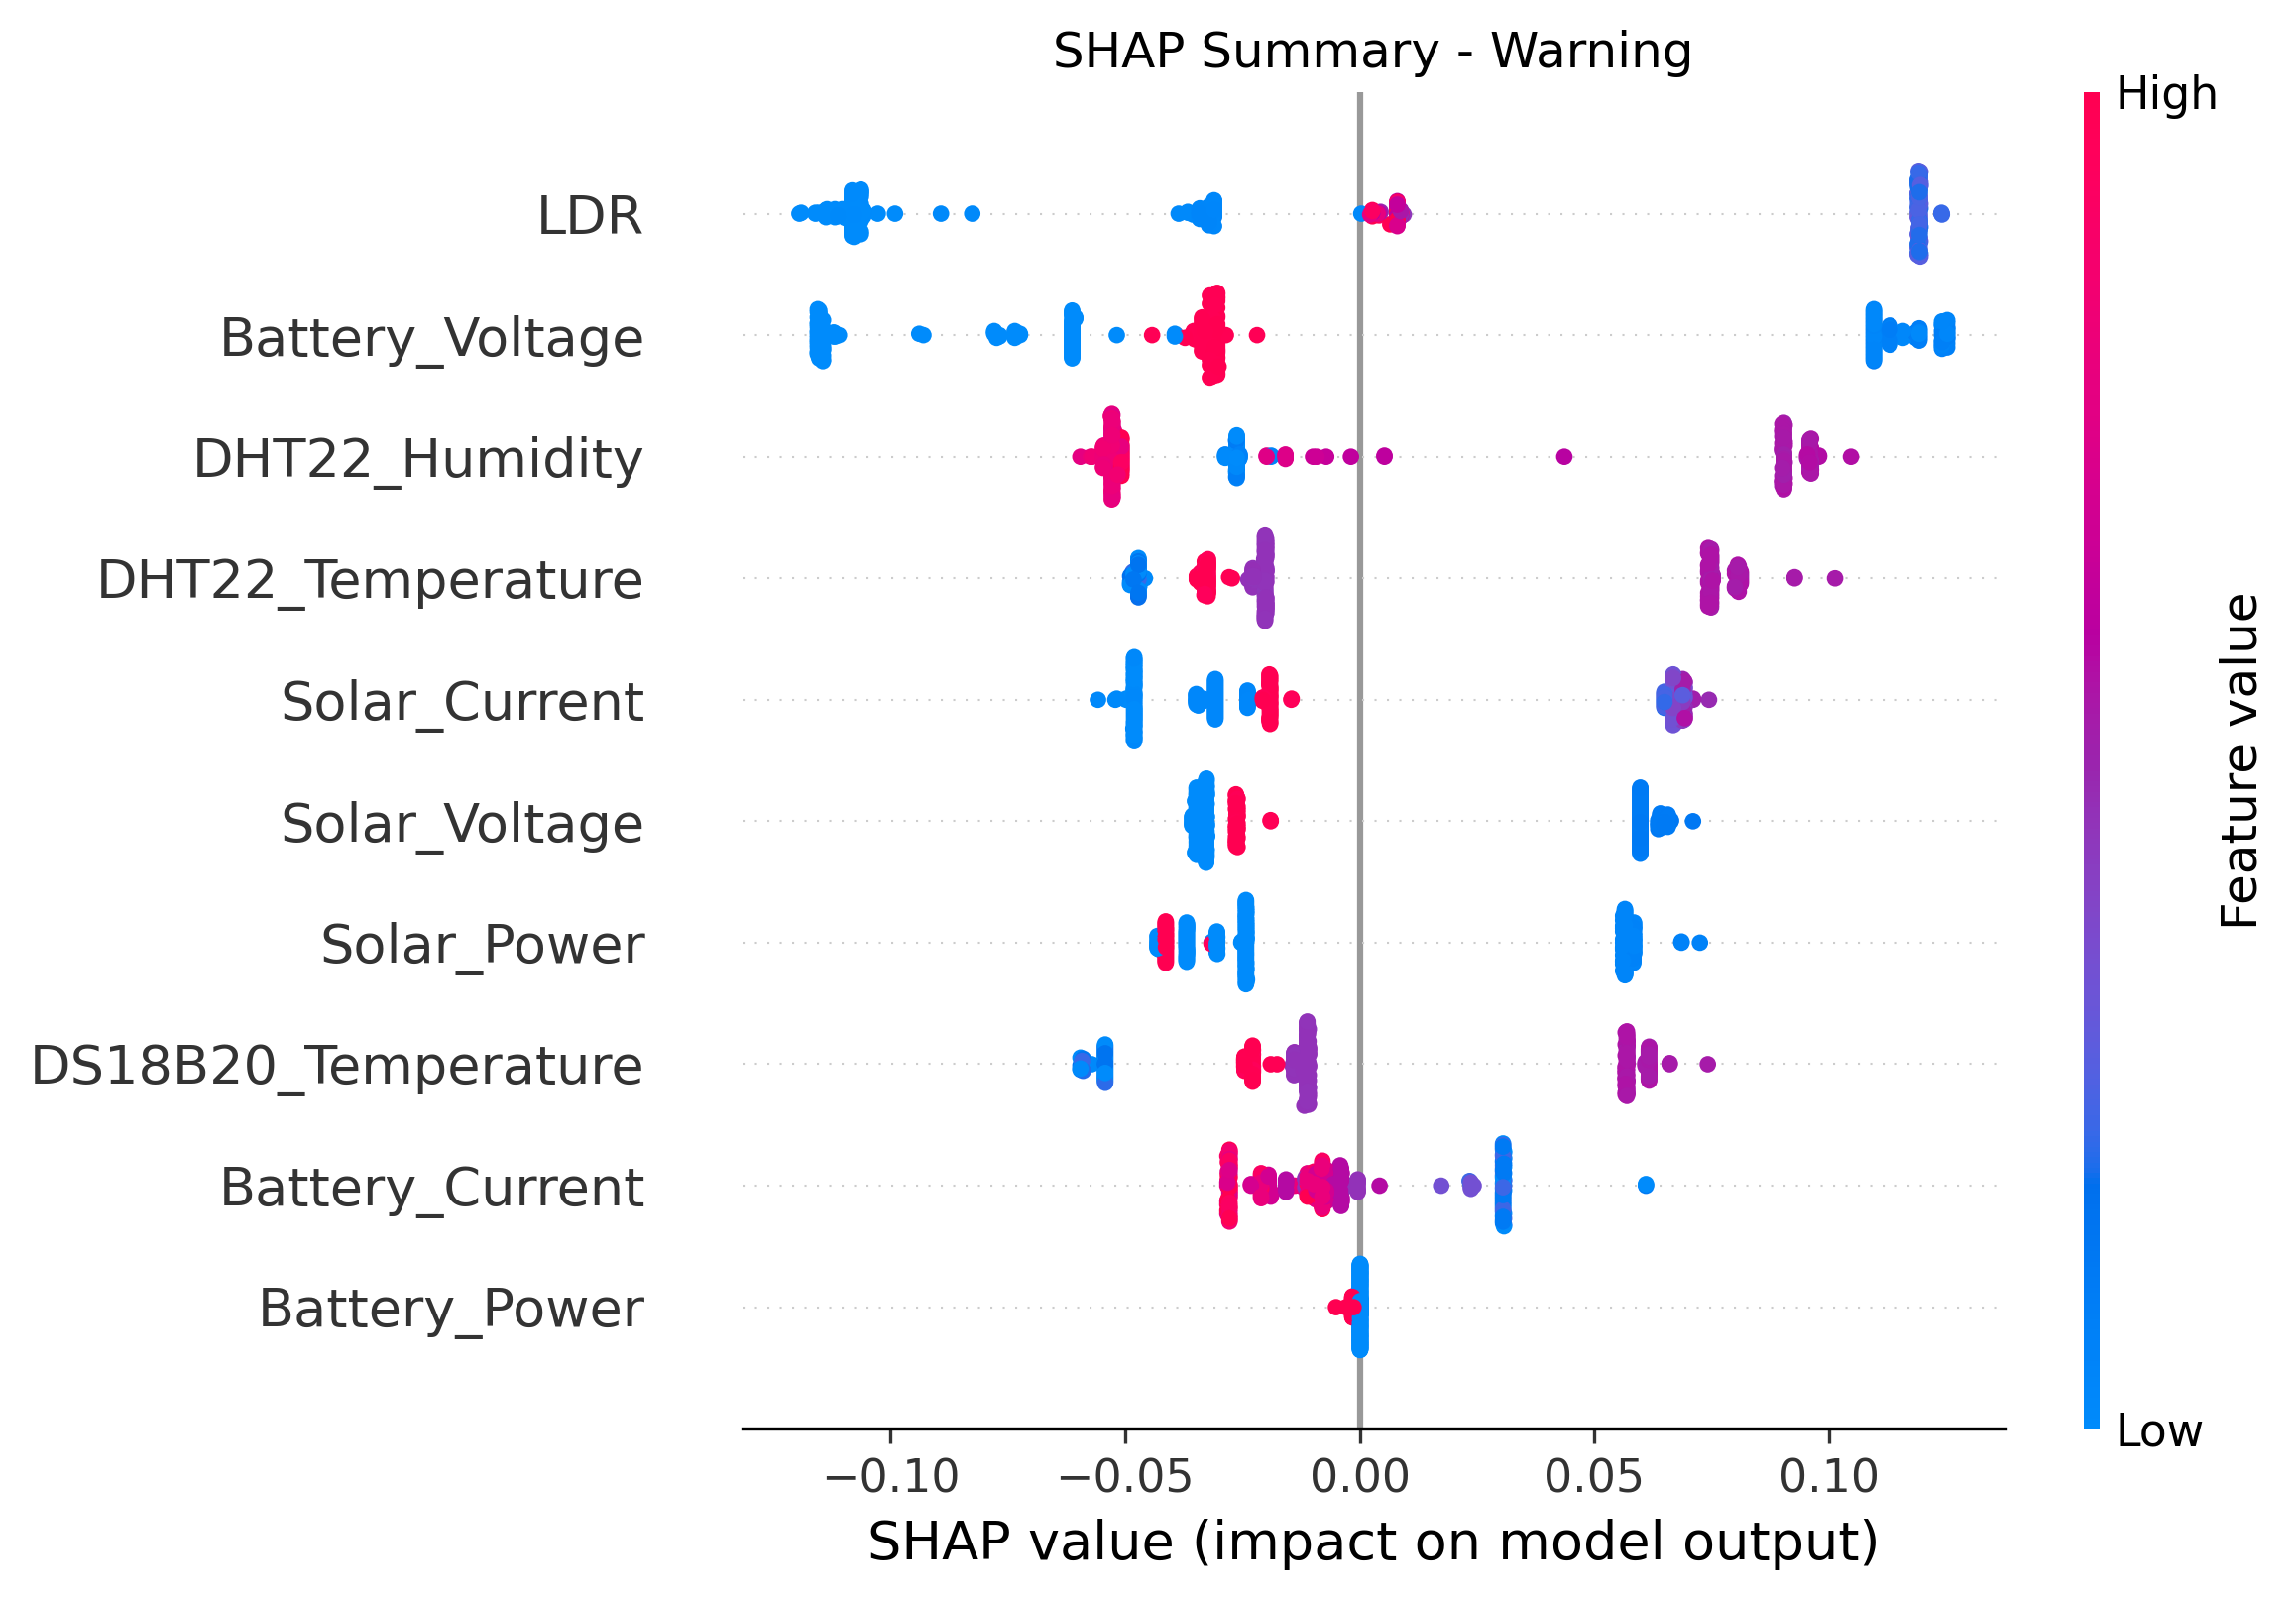 SHAP Summary - Warning
High
LDR
Battery_Voltage
DHT22_Humidity
DHT22_Temperature
Solar_Current
Solar_Voltage
Solar_Power
DS18B20_Temperature
Battery_Current
Battery_Power
Feature value
Low
−0.10 −0.05 0.00 0.05 0.10
SHAP value (impact on model output)